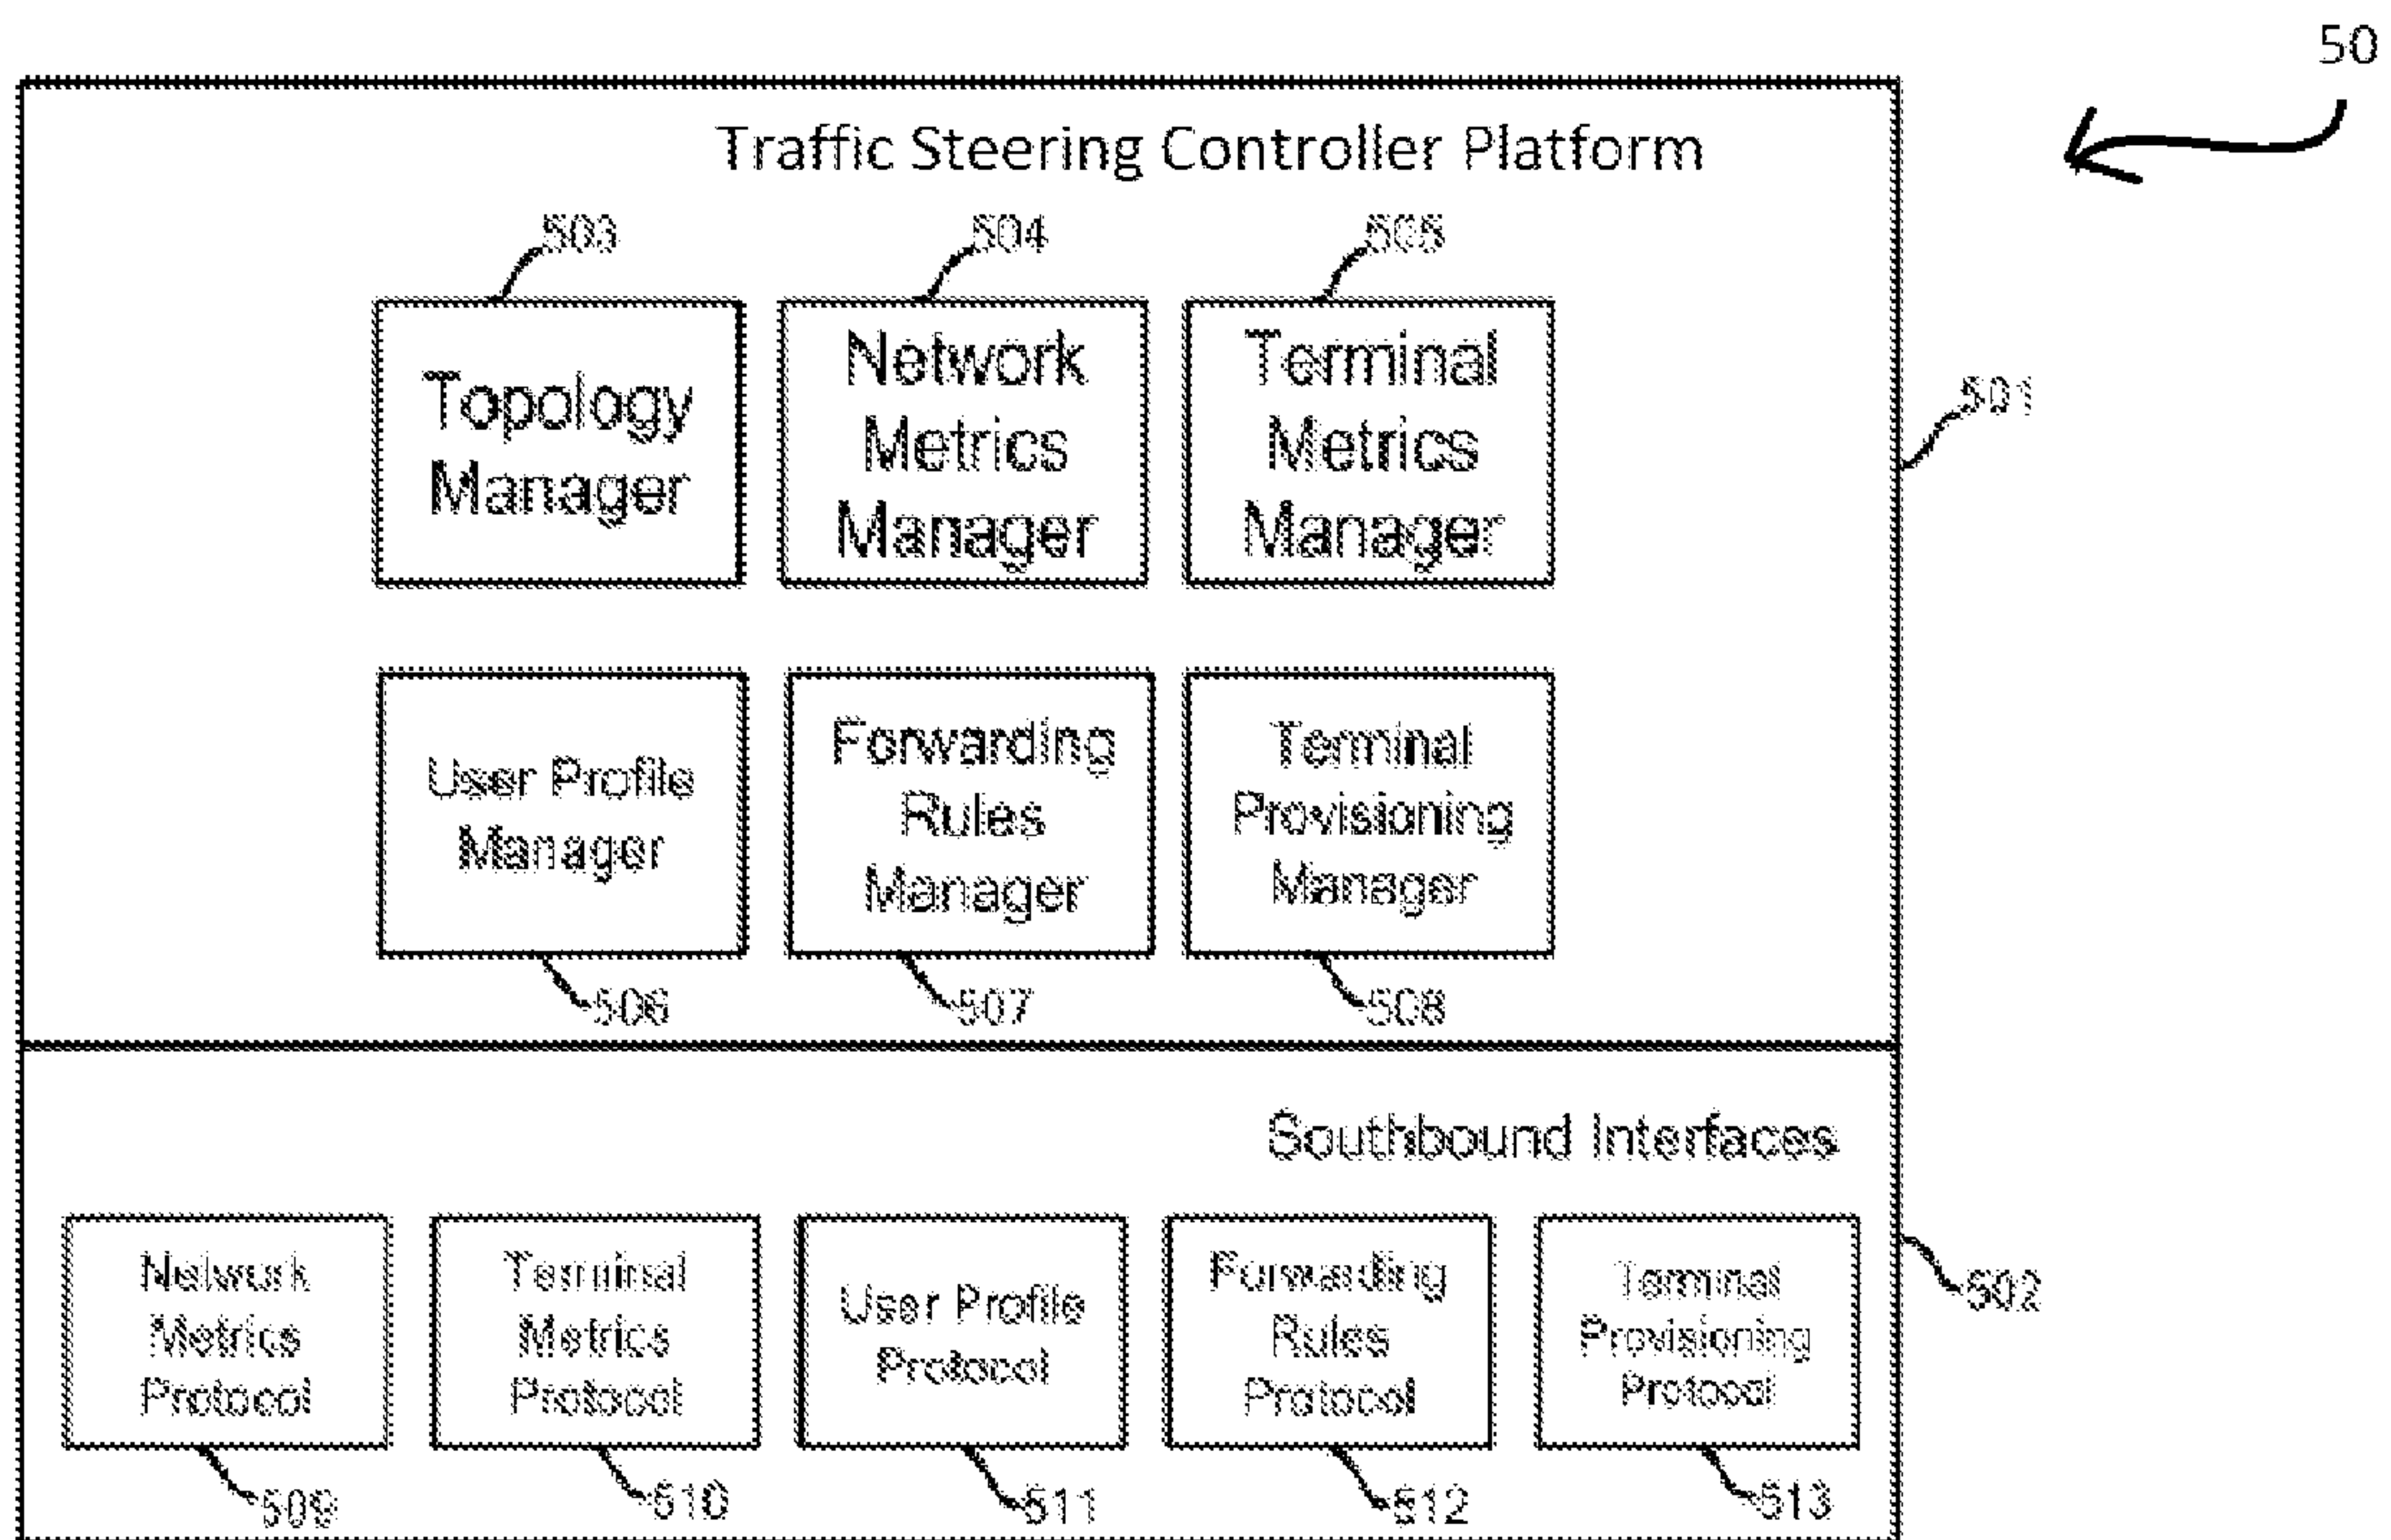 50
Traffic Steering Controller Platform
503
504
505
Topology
Manager
Network
Metrics
Manager
Terminal
Metrics
Manager
501
User Profile
Manager
Forwarding
Rules
Manager
Terminal
Provisioning
Manager
506
507
508
Southbound Interfaces
Network
Metrics
Protocol
Terminal
Metrics
Protocol
User Profile
Protocol
Forwarding
Rules
Protocol
Terminal
Provisioning
Protocol
502
509
510
511
512
513